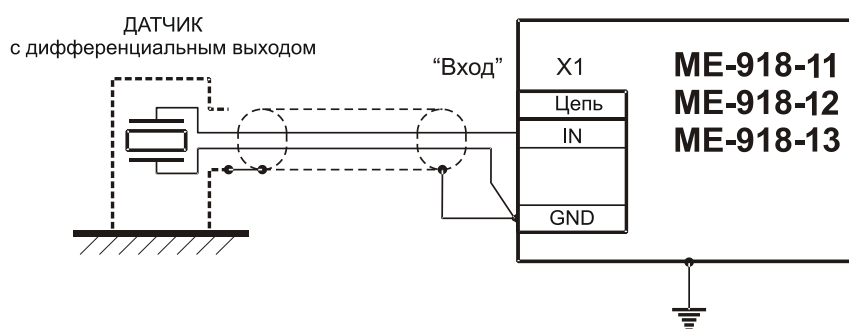 ДАТЧИК
с дифференциальным выходом
“Вход”
X1
Цепь
IN
GND
ME-918-11
ME-918-12
ME-918-13